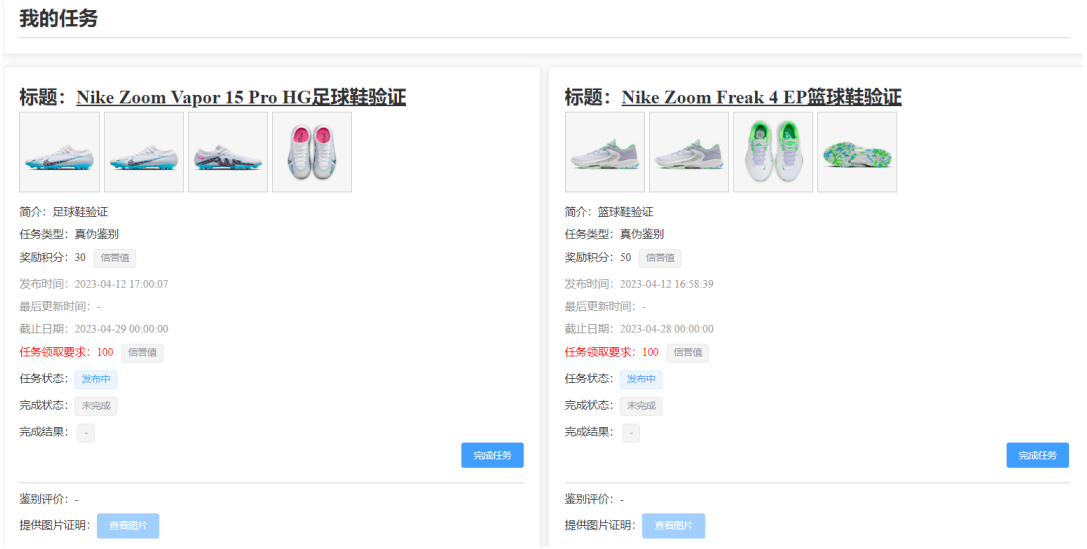 我的任务
标题：Nike Zoom Vapor 15 Pro HG足球鞋验证
简介：足球鞋验证
任务类型：真伪鉴别
奖励积分：30 信誉值
发布时间：2023-04-12 17:00:07
最后更新时间：-
截止日期：2023-04-29 00:00:00
任务领取要求：100 信誉值
任务状态：发布中
完成状态：未完成
完成结果：-
完成任务
鉴别评价：-
提供图片证明：查看图片
标题：Nike Zoom Freak 4 EP篮球鞋验证
简介：篮球鞋验证
任务类型：真伪鉴别
奖励积分：50 信誉值
发布时间：2023-04-12 16:58:39
最后更新时间：-
截止日期：2023-04-28 00:00:00
任务领取要求：100 信誉值
任务状态：发布中
完成状态：未完成
完成结果：-
完成任务
鉴别评价：-
提供图片证明：查看图片